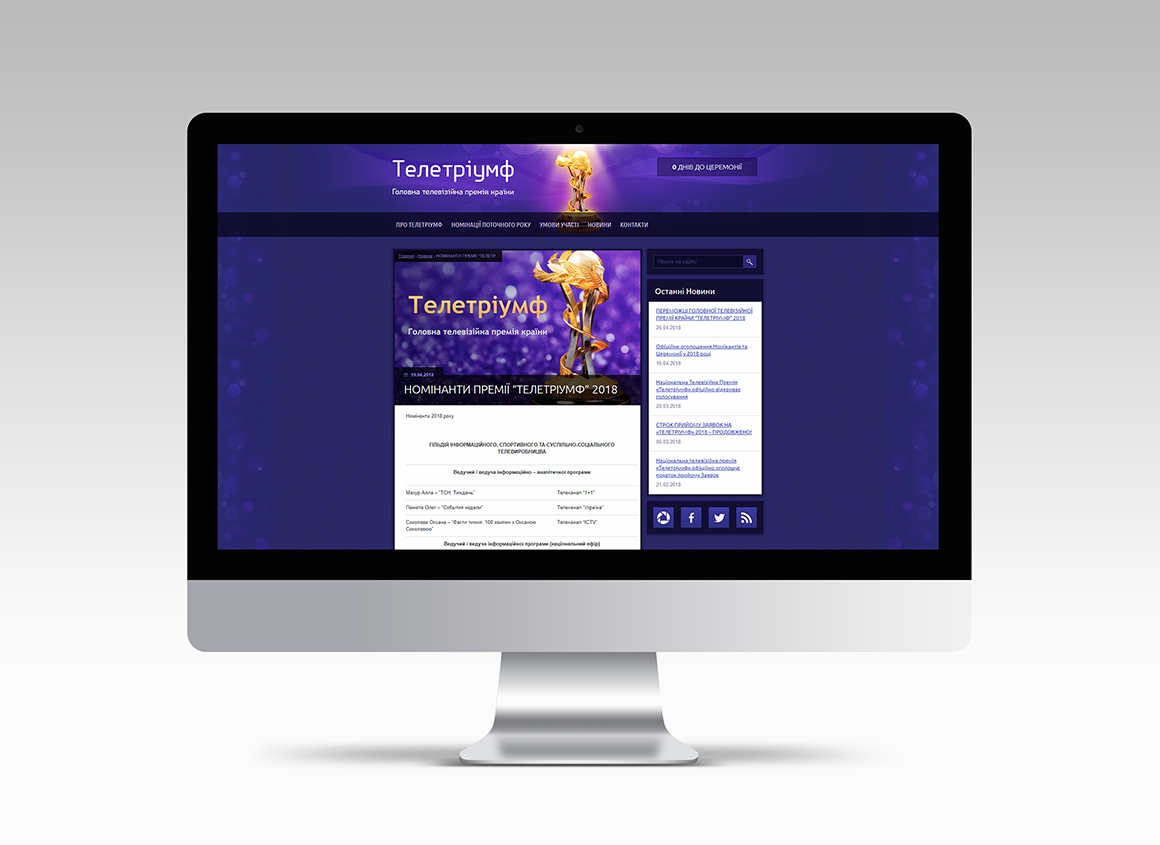 Телетріумф
Головна телевізійна премія країни
0 ДНІВ ДО ЦЕРЕМОНІЇ
ПРО ТЕЛЕТРІУМФ НОМІНАЦІЇ ПОТОЧНОГО РОКУ УМОВИ УЧАСТІ НОВИНИ КОНТАКТИ
Главная - Новини - НОМІНАНТИ ПРЕМІЇ "ТЕЛЕТР...
Телетріумф
Головна телевізійна премія країни
19.04.2018
НОМІНАНТИ ПРЕМІЇ "ТЕЛЕТРІУМФ" 2018
Номінанти 2018 року
ГІЛЬДІЯ ІНФОРМАЦІЙНОГО, СПОРТИВНОГО ТА СУСПІЛЬНО-СОЦІАЛЬНОГО
ТЕЛЕВИРОБНИЦВА
Ведучий / ведуча інформаційно – аналітичної програми
Мазур Алла – "ТСН. Тиждень" Телеканал "1+1"
Панюта Олег – "События недели" Телеканал "Україна"
Соколова Оксана – "Факти тижня. 100 хвилин з Оксаною Телеканал "ICTV"
Соколовою"
Ведучий / ведуча інформаційної програми (національний ефір)
Пошук на сайті
Останні Новини
ПЕРЕМОЖЦІ ГОЛОВНОЇ ТЕЛЕВІЗІЙНОЇ
ПРЕМІЇ КРАЇНИ "ТЕЛЕТРІУМФ" 2018
26.04.2018
Офіційне оголошення Номінантів та
Церемонії у 2018 році
16.04.2018
Національна Телевізійна Премія
«Телетріумф» офіційно відкриває
голосування
20.03.2018
СТРОК ПРИЙОМУ ЗАЯВОК НА
«ТЕЛЕТРІУМФ» 2018 – ПРОДОВЖЕНО!
06.03.2018
Національна телевізійна премія
«Телетріумф» офіційно оголошує
початок прийому Заявок
21.02.2018